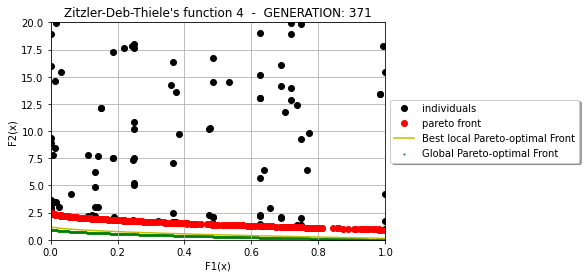 Zitzler-Deb-Thiele's function 4 - GENERATION: 371
20.0
17.5
15.0
12.5
10.0
7.5
5.0
2.5
0.0
F2(x)
0.0 0.2 0.4 0.6 0.8 1.0
F1(x)
individuals
pareto front
Best local Pareto-optimal Front
Global Pareto-optimal Front